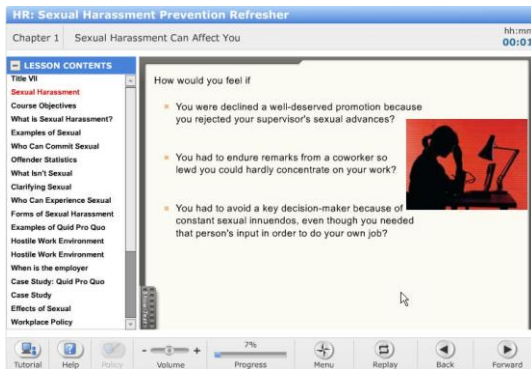 HR: Sexual Harassment Prevention Refresher
Chapter 1 Sexual Harassment Can Affect You
hh:mm
00:01
LESSON CONTENTS
Title VII
Sexual Harassment
Course Objectives
What is Sexual Harassment?
Examples of Sexual
Who Can Commit Sexual
Offender Statistics
What Isn't Sexual
Clarifying Sexual
Who Can Experience Sexual
Forms of Sexual Harassment
Examples of Quid Pro Quo
Hostile Work Environment
Hostile Work Environment
When is the employer
Case Study: Quid Pro Quo
Case Study
Effects of Sexual
Workplace Policy
How would you feel if
You were declined a well-deserved promotion because
you rejected your supervisor's sexual advances?
You had to endure remarks from a coworker so
lewd you could hardly concentrate on your work?
You had to avoid a key decision-maker because of
constant sexual innuendos, even though you needed
that person's input in order to do your own job?
Tutorial
Help
Policy
- +
Volume
7%
Progress
Menu
Replay
Back
Forward